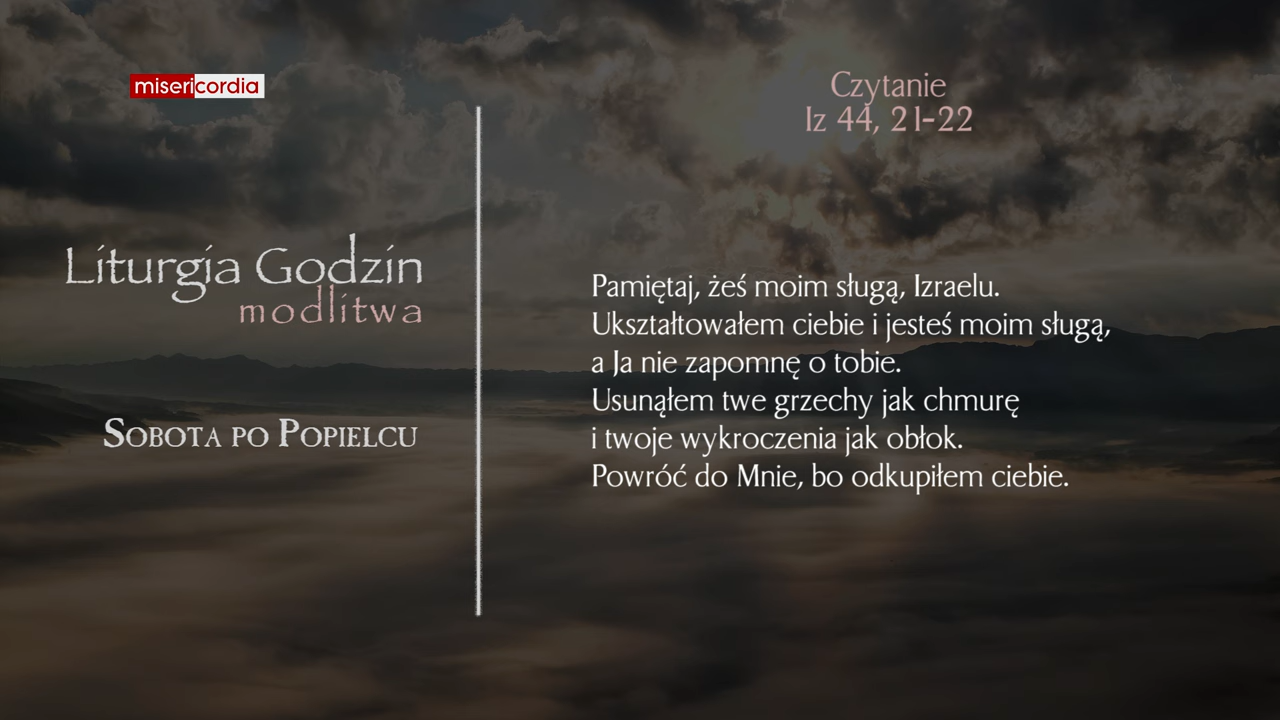 misericordia
Liturgia Godzin
modlitwa
Sobota po Popielcu
Czytanie
Iz 44, 21-22
Pamiętaj, żeś moim sługą, Izraelu.
Ukształtowałem ciebie i jesteś moim sługą,
a Ja nie zapomnę o tobie.
Usunąłem twe grzechy jak chmurę
i twoje wykroczenia jak obłok.
Powróć do Mnie, bo odkupiłem ciebie.